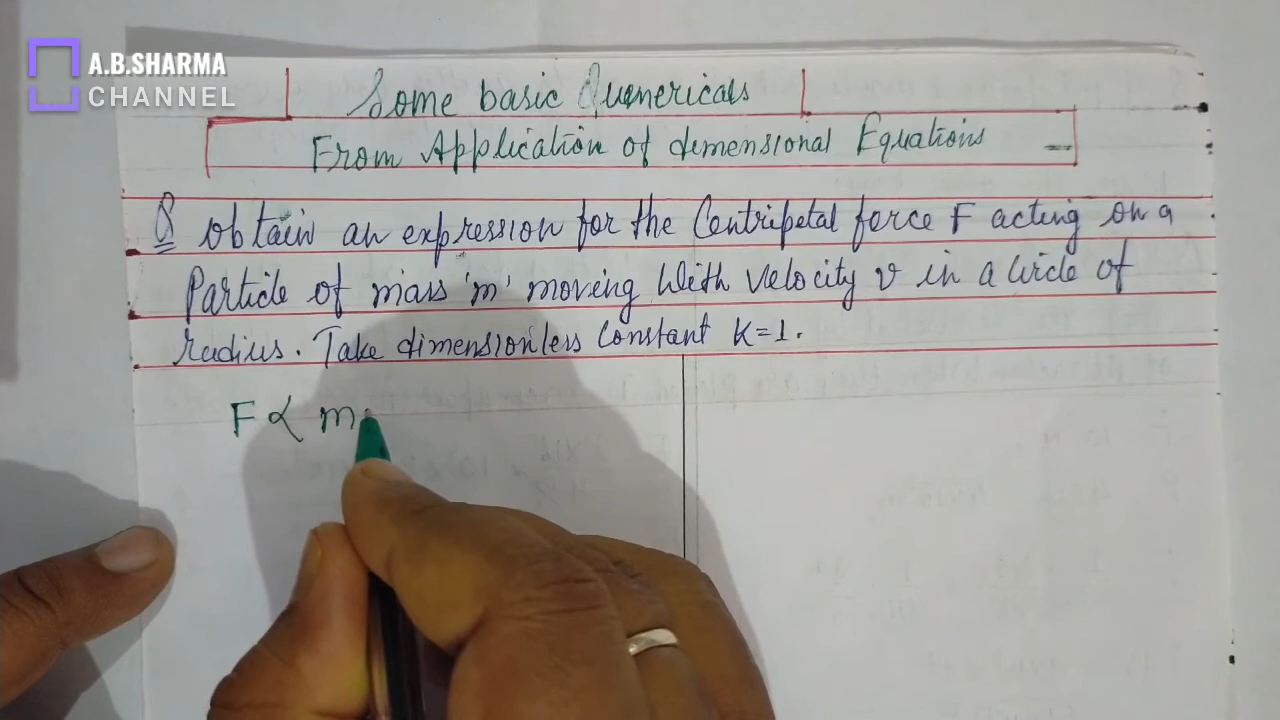 A.B.SHARMA
CHANNEL
Some basic Qumericals
From Application of dimensional Equations
Q obtain an expression for the Centripetal force F acting on a
Particle of mass 'm' moving With velocity v in a Circle of
radius. Take dimensionless Constant K=1.
F ∝ m